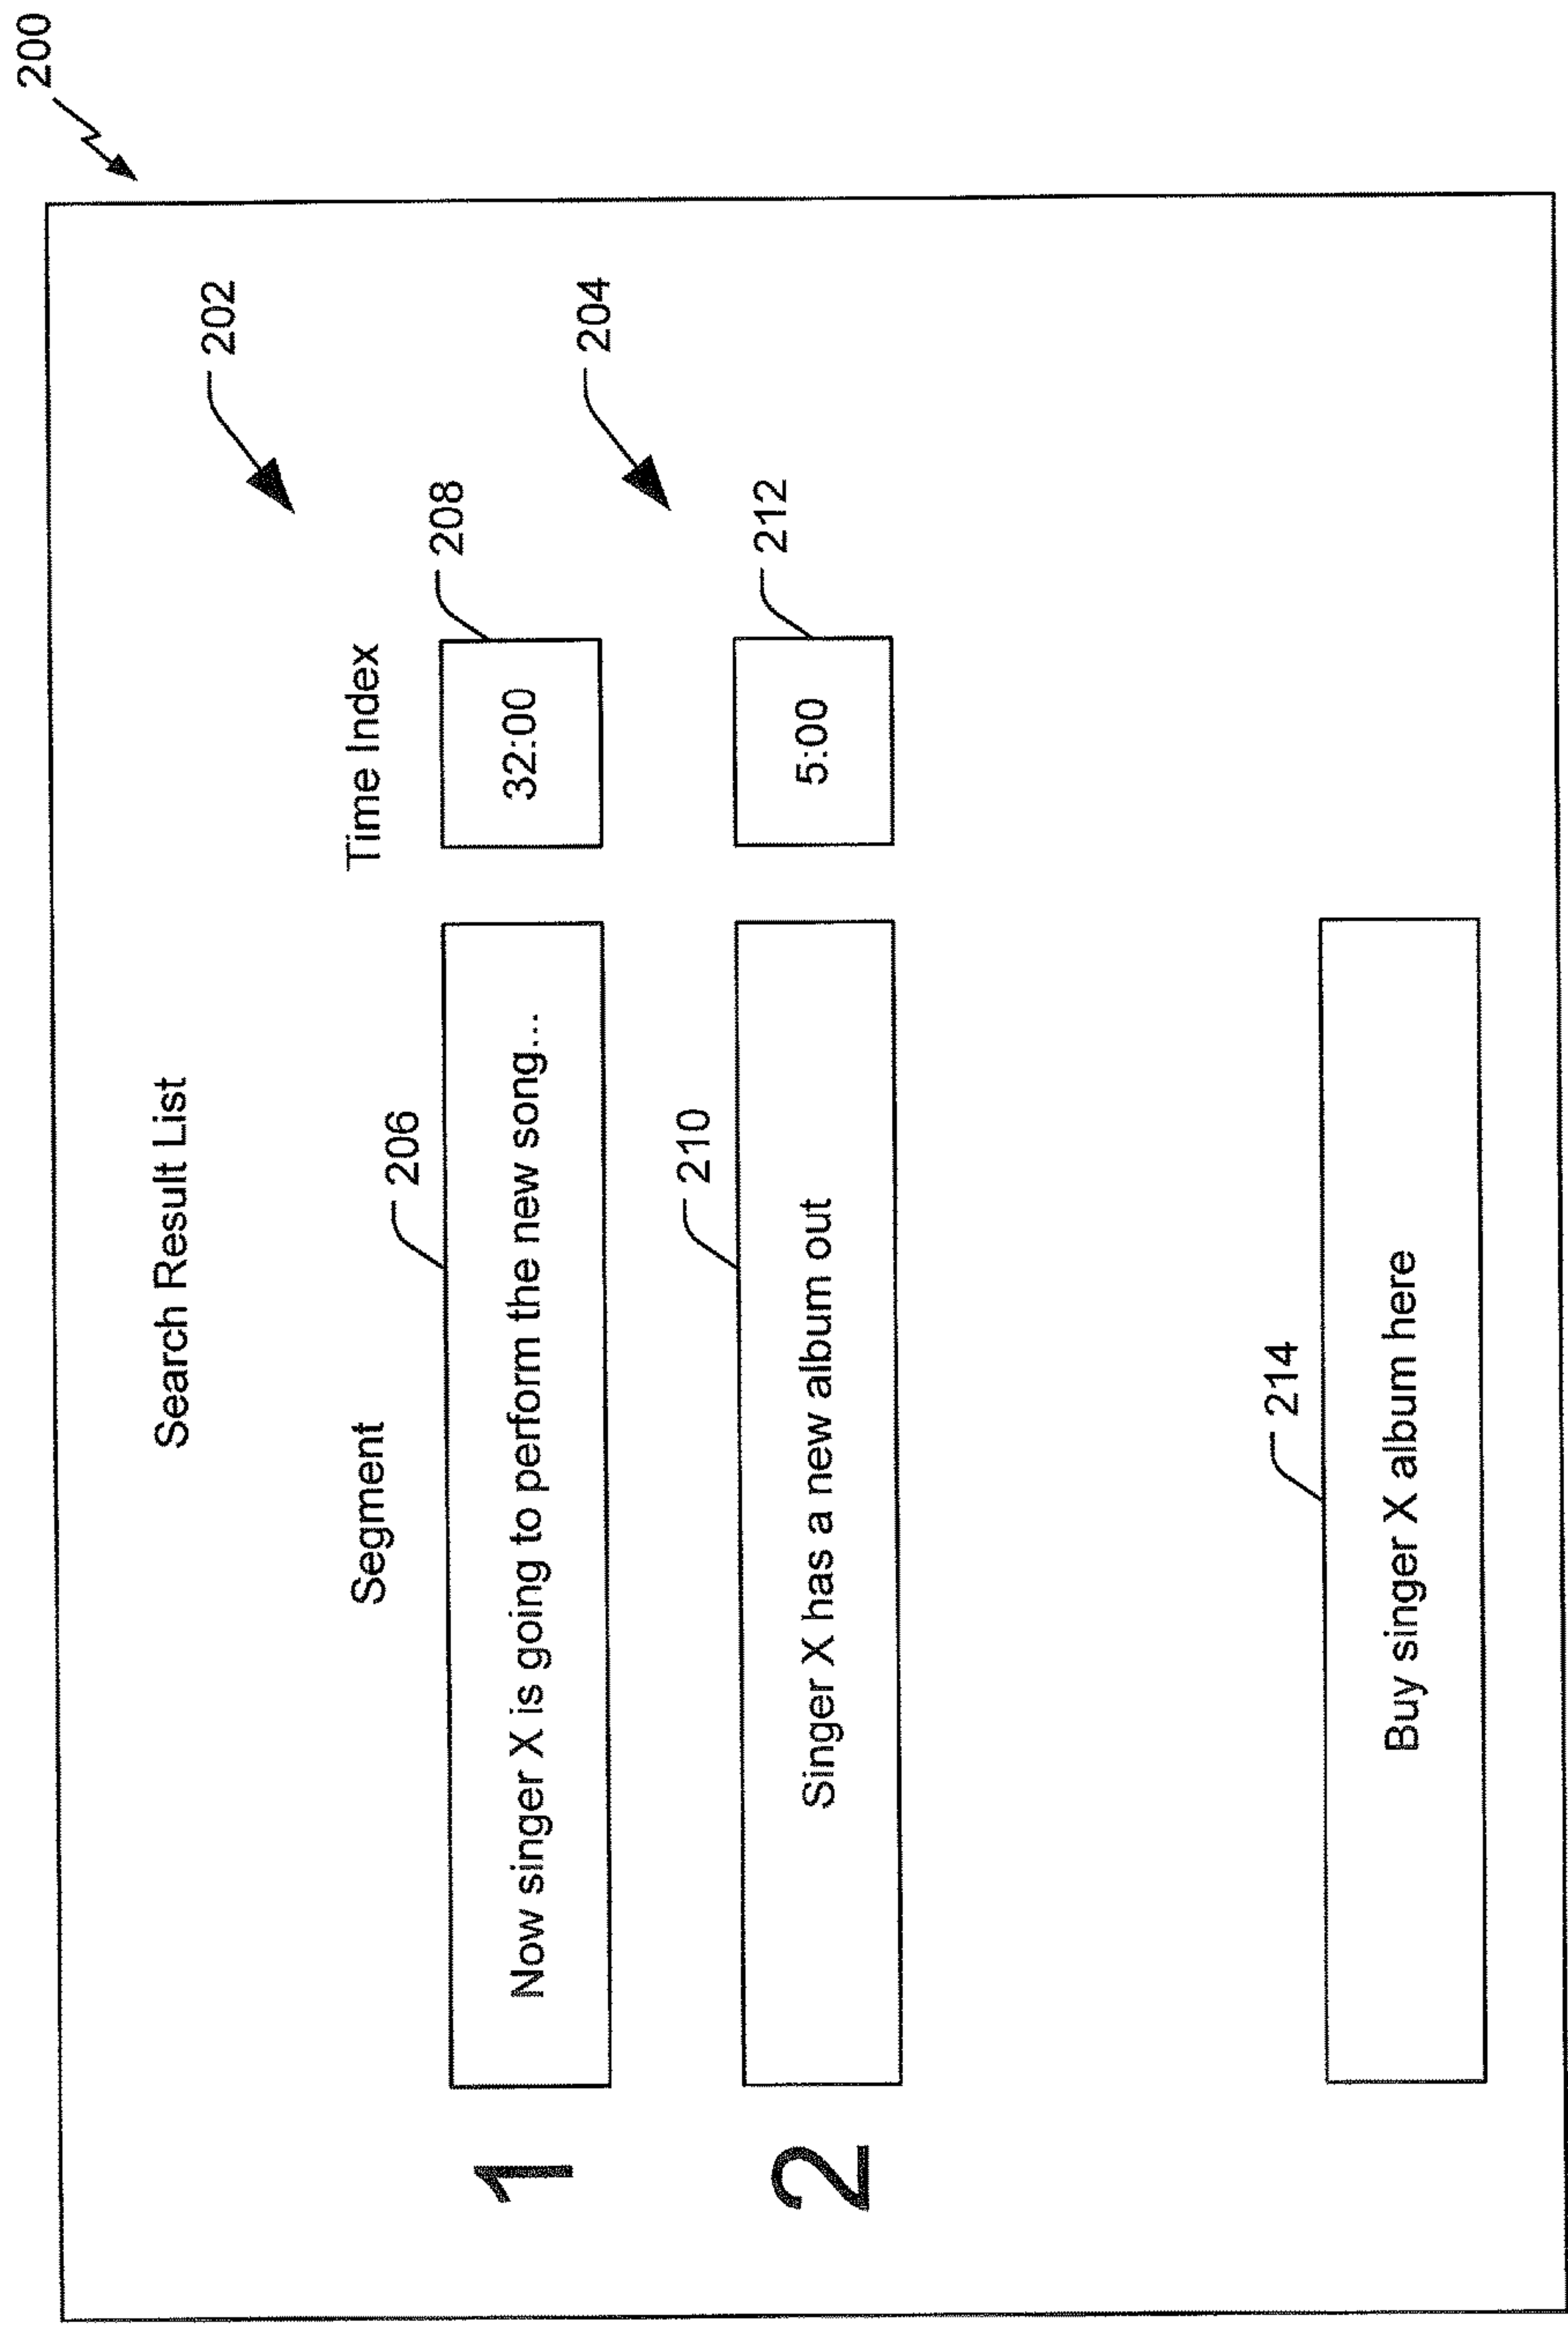 200
Search Result List
202
Segment
Time Index
206
208
1
Now singer X is going to perform the new song...
32:00
204
210
212
2
Singer X has a new album out
5:00
214
Buy singer X album here